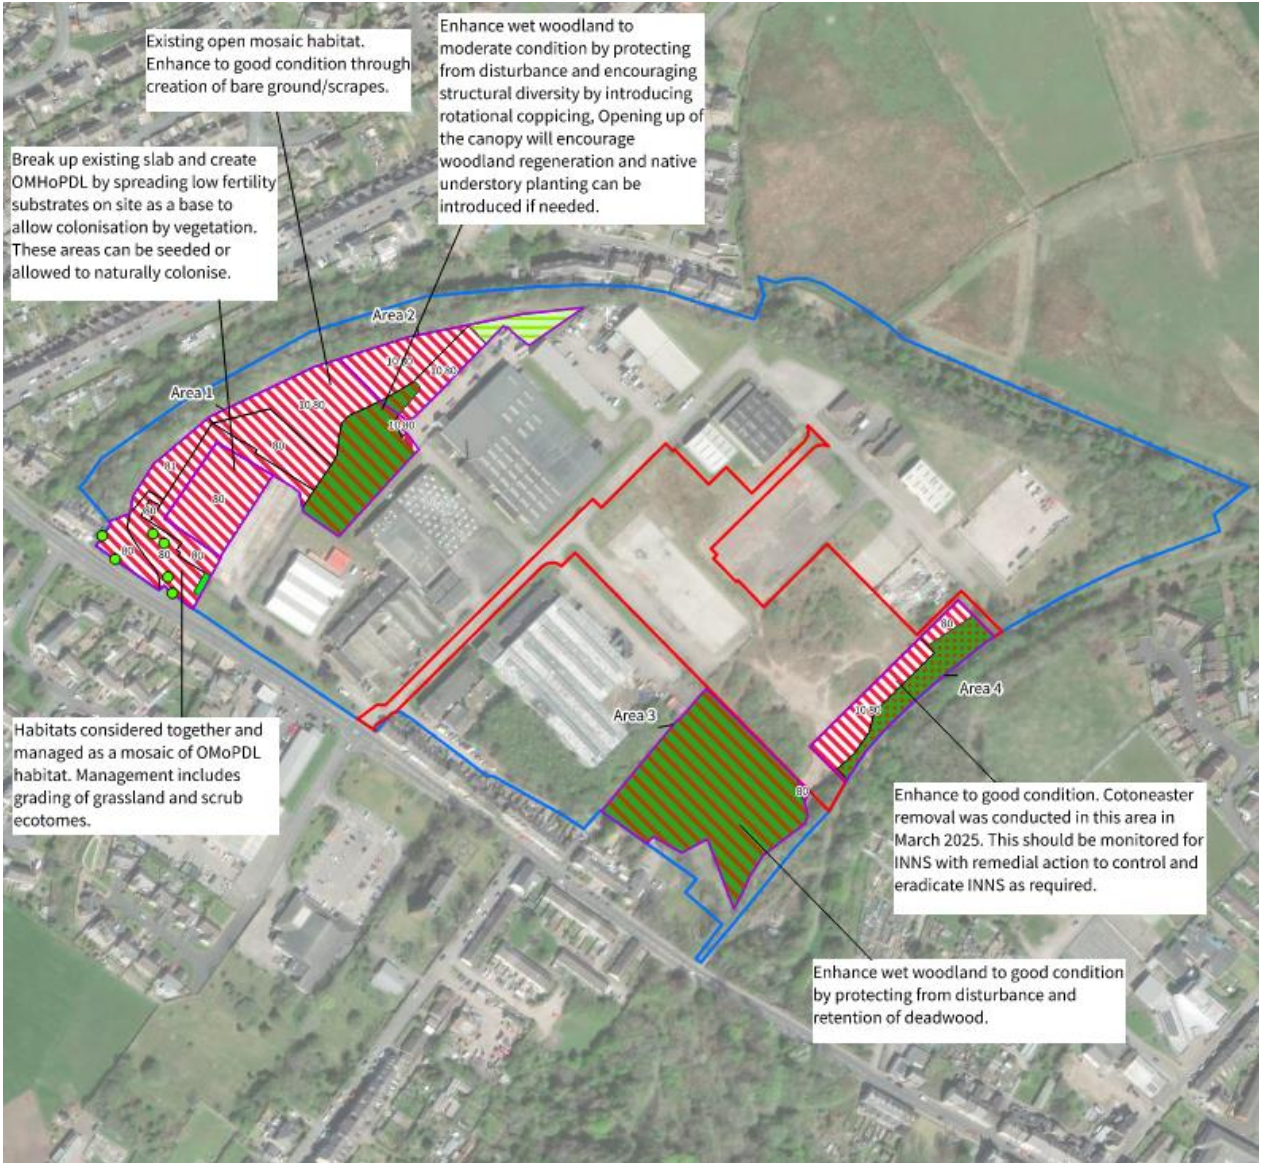 Existing open mosaic habitat.
Enhance to good condition through
creation of bare ground/scrapes.
Enhance wet woodland to
moderate condition by protecting
from disturbance and encouraging
structural diversity by introducing
rotational coppicing, Opening up of
the canopy will encourage
woodland regeneration and native
understory planting can be
introduced if needed.
Break up existing slab and create
OMHoPDL by spreading low fertility
substrates on site as a base to
allow colonisation by vegetation.
These areas can be seeded or
allowed to naturally colonise.
Area 2
10,80
10,80
Area 1
10,80
10,80
80
81
80
80
80
80
80
Habitats considered together and
managed as a mosaic of OMoPDL
habitat. Management includes
grading of grassland and scrub
ecotomes.
Area 3
80
80
Area 4
10,80
Enhance to good condition. Cotoneaster
removal was conducted in this area in
March 2025. This should be monitored for
INNS with remedial action to control and
eradicate INNS as required.
Enhance wet woodland to good condition
by protecting from disturbance and
retention of deadwood.